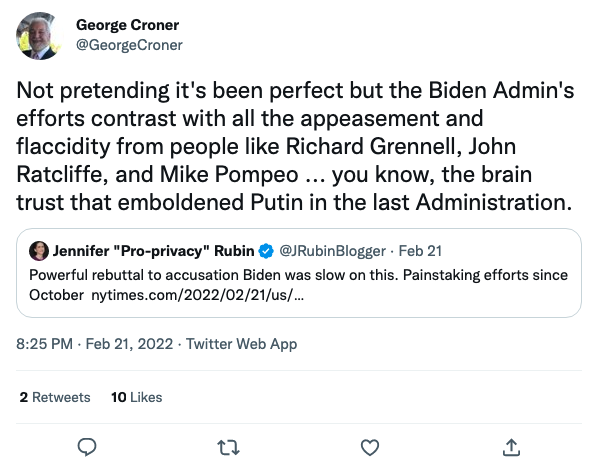 George Croner
@GeorgeCroner
Not pretending it's been perfect but the Biden Admin's
efforts contrast with all the appeasement and
flaccidity from people like Richard Grennell, John
Ratcliffe, and Mike Pompeo ... you know, the brain
trust that emboldened Putin in the last Administration.
Jennifer "Pro-privacy" Rubin @JRubinBlogger · Feb 21
Powerful rebuttal to accusation Biden was slow on this. Painstaking efforts since
October nytimes.com/2022/02/21/us/...
8:25 PM · Feb 21, 2022 · Twitter Web App
2 Retweets 10 Likes